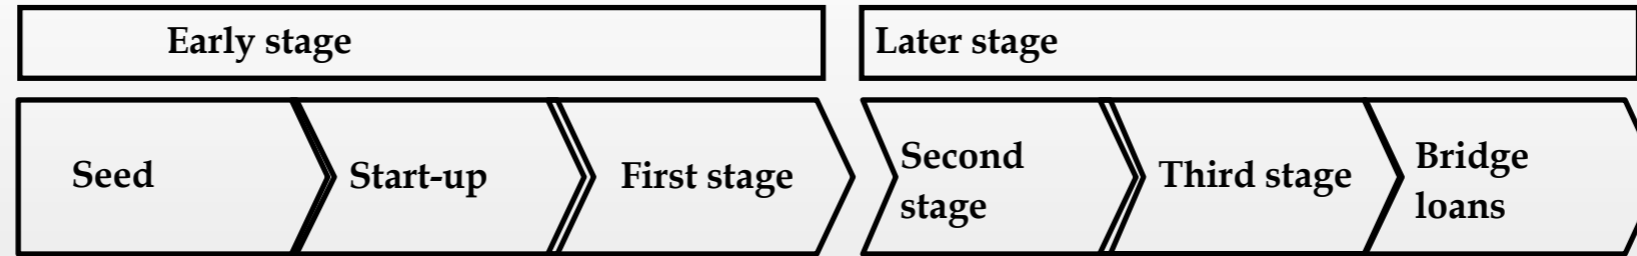 Early stage
Later stage
Seed
Start-up
First stage
Second
stage
Third stage
Bridge
loans